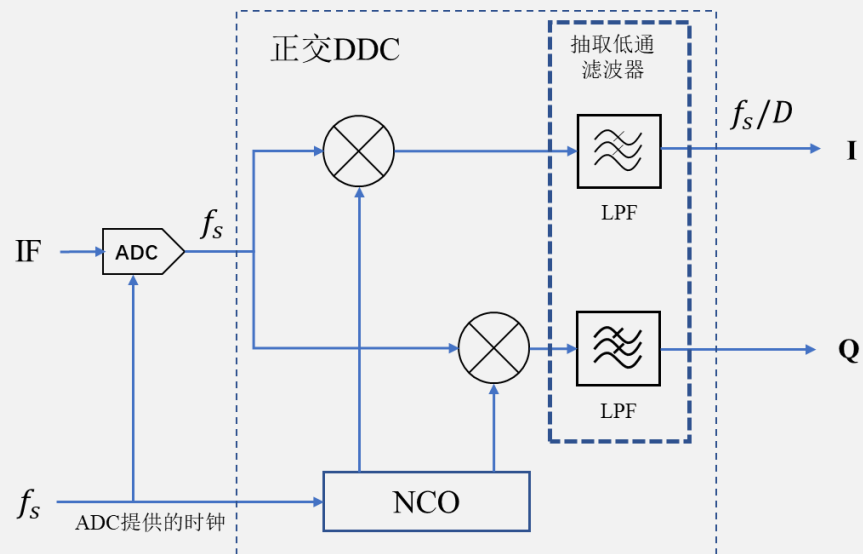 正交DDC
抽取低通
滤波器
f_s/D
I
LPF
IF
ADC
f_s
Q
LPF
NCO
f_s
ADC提供的时钟